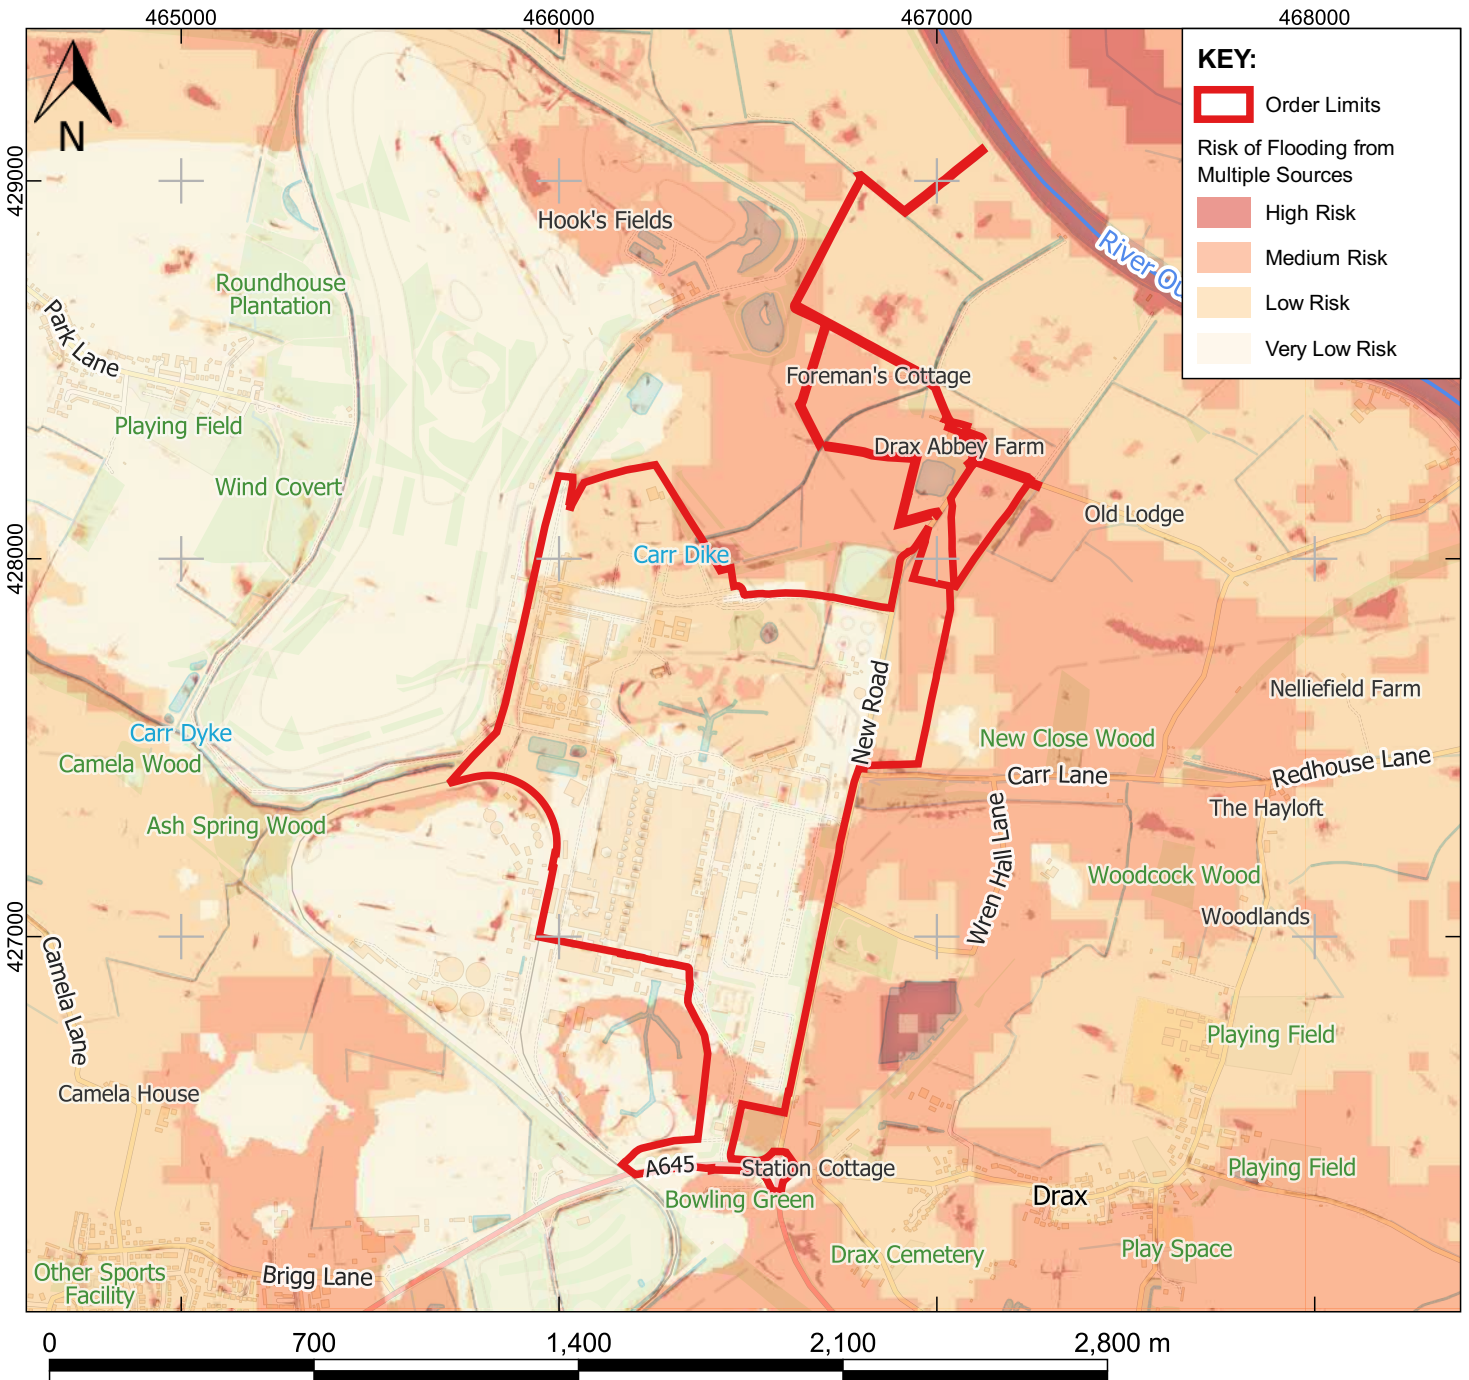 465000
466000
467000
468000
429000
428000
427000
N
KEY:
Order Limits
Risk of Flooding from
Multiple Sources
High Risk
Medium Risk
Low Risk
Very Low Risk
Hook's Fields
River Ou
Roundhouse
Plantation
Park Lane
Foreman's Cottage
Playing Field
Drax Abbey Farm
Wind Covert
Old Lodge
Carr Dike
New Road
Nelliefield Farm
Carr Dyke
New Close Wood
Camela Wood
Carr Lane
Redhouse Lane
The Hayloft
Ash Spring Wood
Wren Hall Lane
Woodcock Wood
Woodlands
Camela Lane
Playing Field
Camela House
A645
Station Cottage
Playing Field
Bowling Green
Drax
Drax Cemetery
Play Space
Other Sports
Facility
Brigg Lane
0
700
1,400
2,100
2,800 m